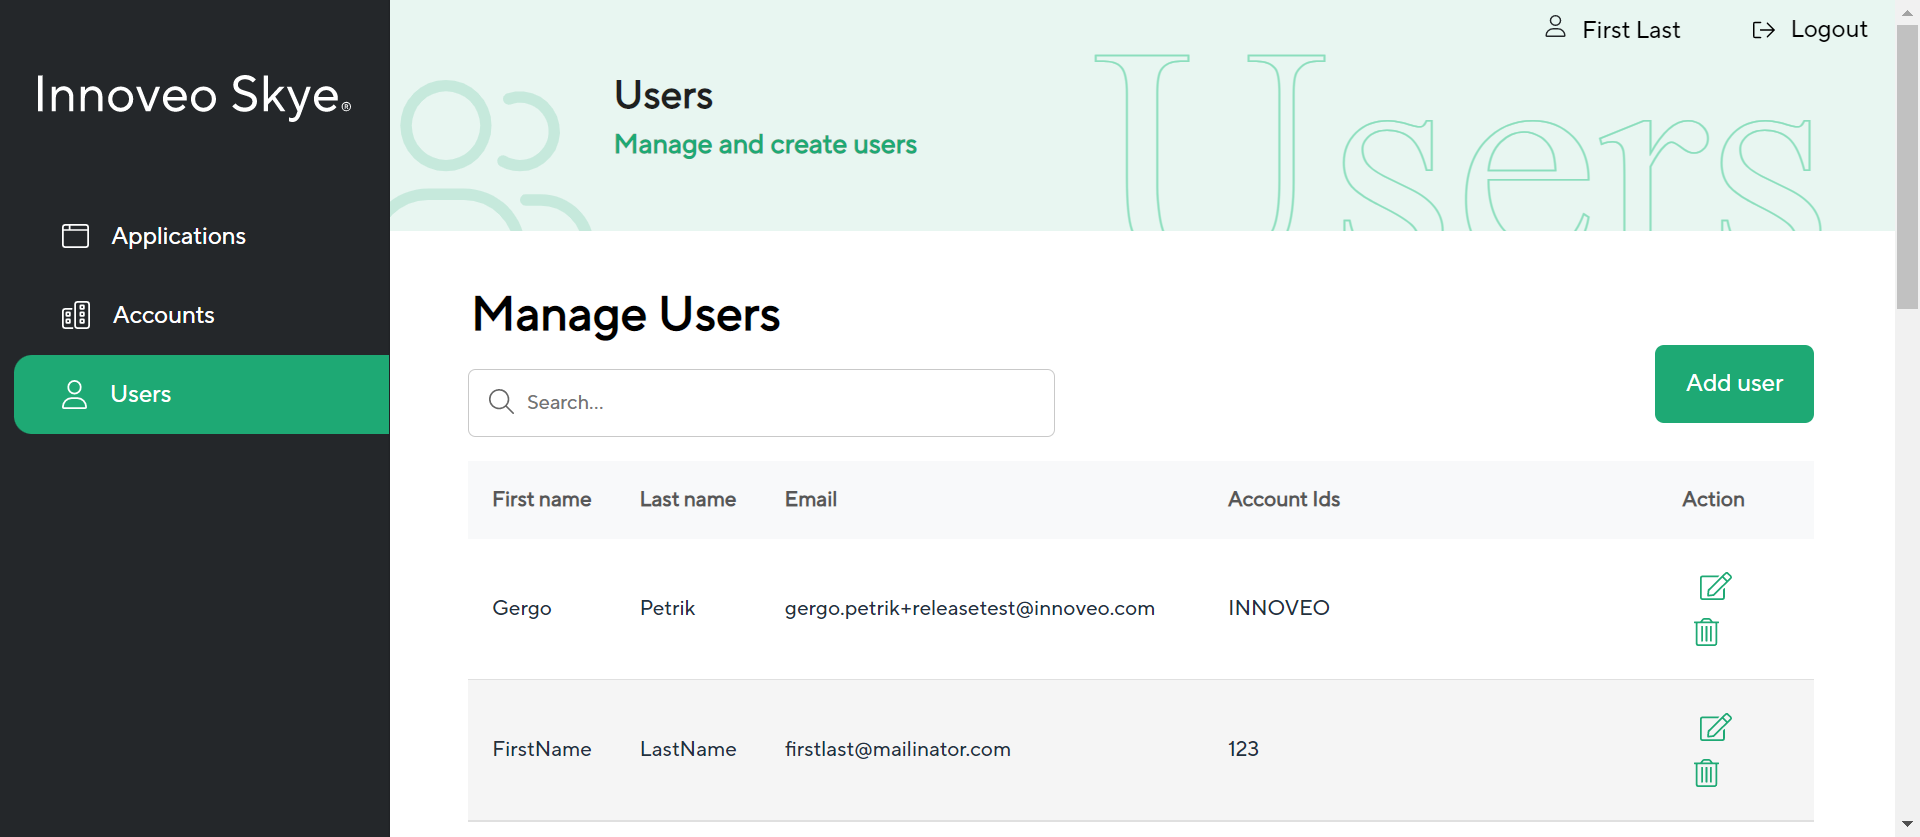 First Last
Logout
Innoveo Skye®
Users
Manage and create users
Users
Applications
Accounts
Users
Manage Users
Search...
Add user
First name Last name Email Account Ids Action
Gergo Petrik gergo.petrik+releasetest@innoveo.com INNOVEO
FirstName LastName firstlast@mailinator.com 123